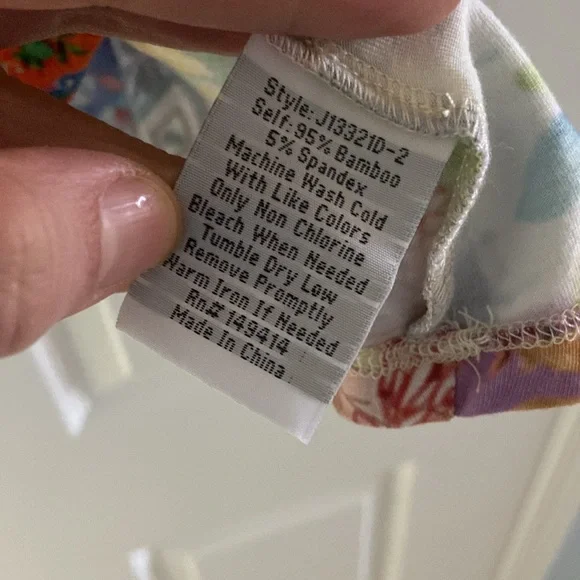 Style: J13321D-2
Self: 95% Bamboo
5% Spandex
Machine Wash Cold
With Like Colors
Only Non Chlorine
Bleach When Needed
Tumble Dry Low
Remove Promptly
Warm Iron If Needed
Rn# 149414
Made In China